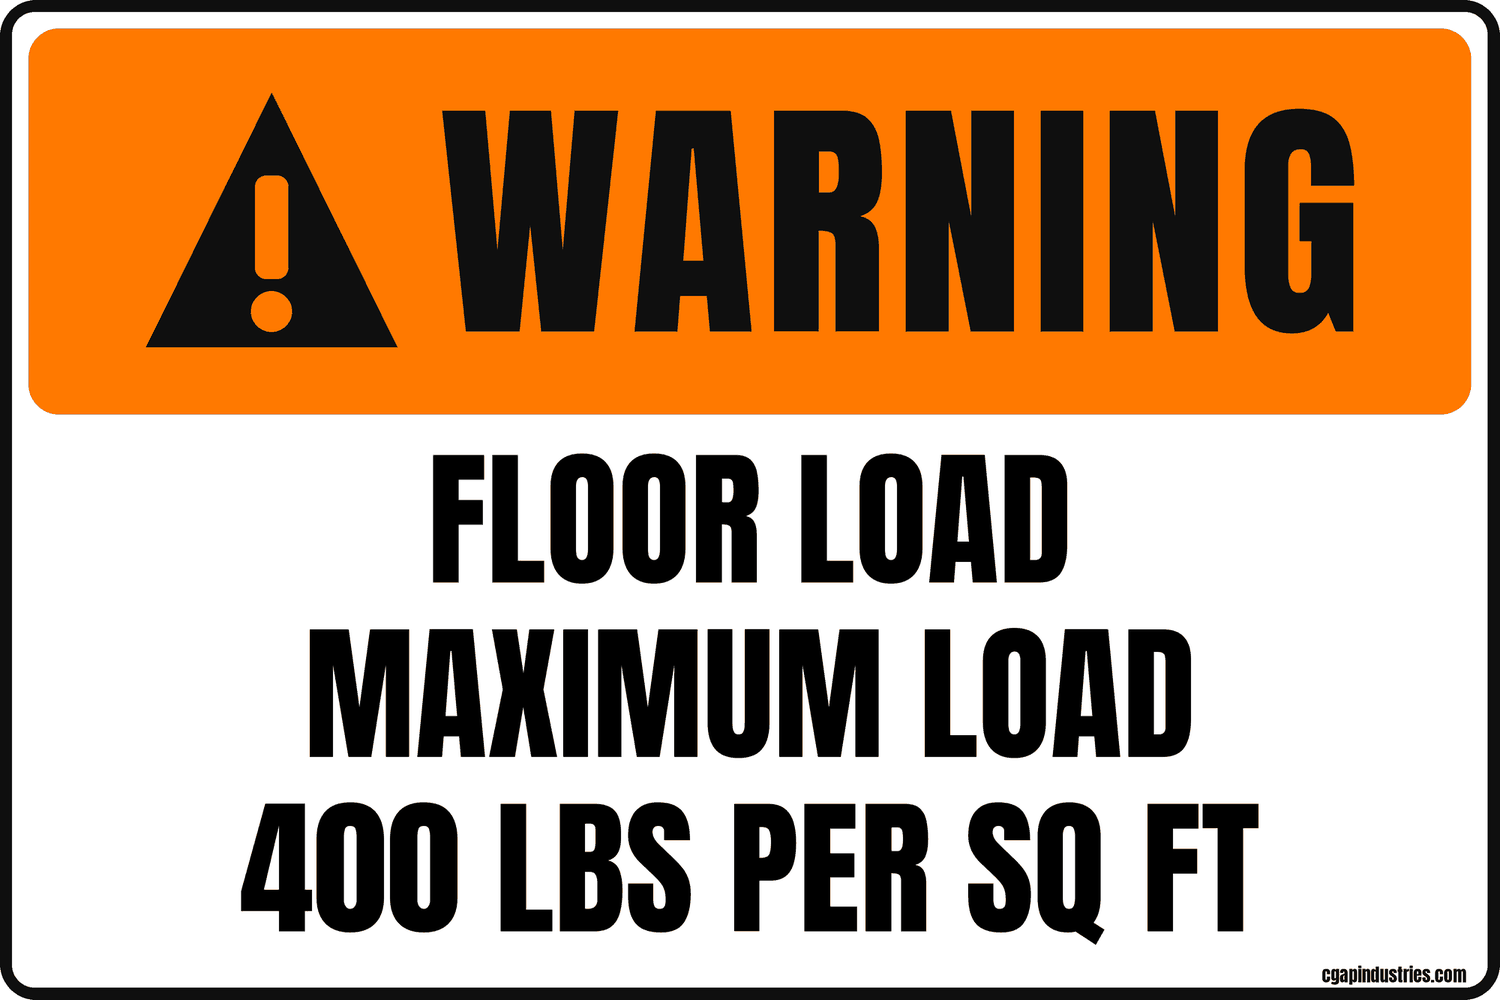 WARNING
FLOOR LOAD
MAXIMUM LOAD
400 LBS PER SQ FT
cgapindustries.com